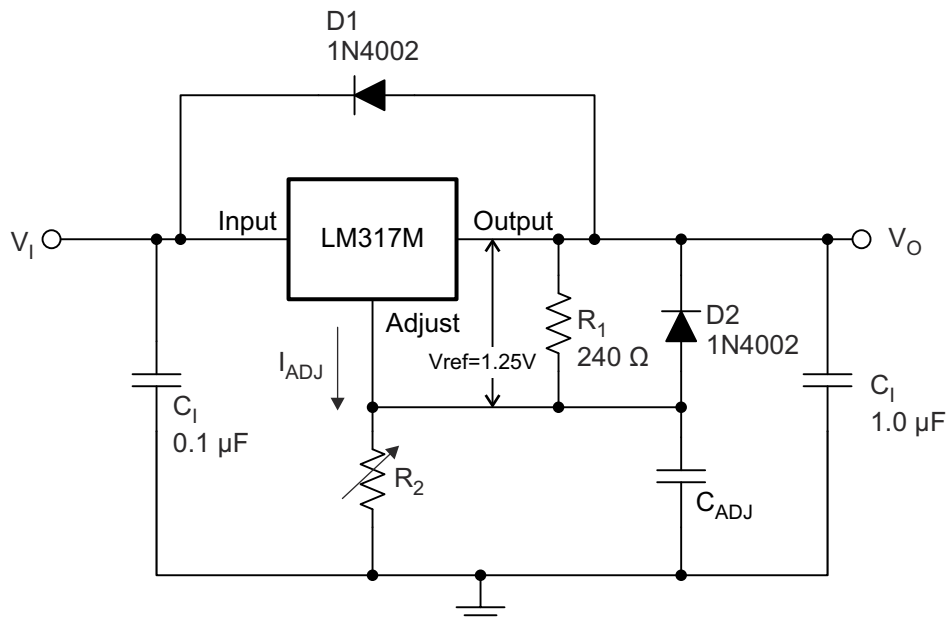 D1
1N4002
Input
LM317M
Output
V_I
V_O
Adjust
I_ADJ
Vref=1.25V
R_1
240 Ω
D2
1N4002
C_I
0.1 µF
R_2
C_ADJ
C_I
1.0 µF